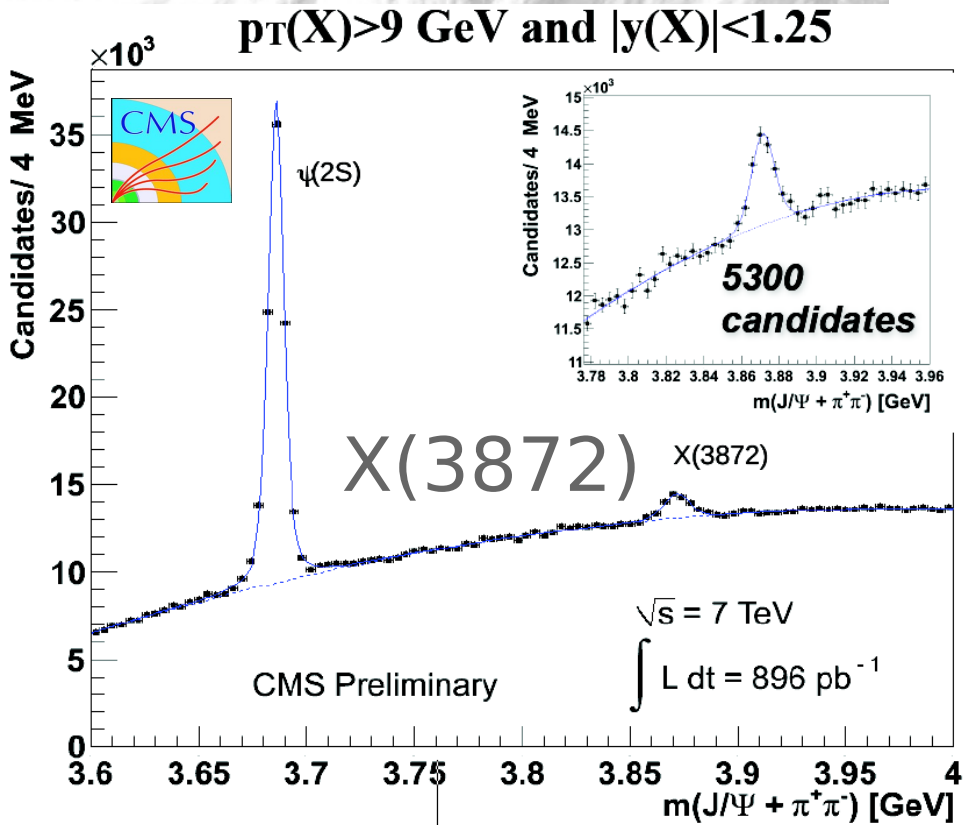 pT(X)>9 GeV and |y(X)|<1.25
×10³
Candidates/ 4 MeV
35
30
25
20
15
10
5
0
CMS
ψ(2S)
×10³
Candidates/ 4 MeV
15
14.5
14
13.5
13
12.5
12
11.5
11
5300
candidates
3.78 3.8 3.82 3.84 3.86 3.88 3.9 3.92 3.94 3.96
m(J/Ψ + π⁺π⁻) [GeV]
X(3872)
X(3872)
√s = 7 TeV
∫ L dt = 896 pb⁻¹
CMS Preliminary
3.6 3.65 3.7 3.75 3.8 3.85 3.9 3.95 4
m(J/Ψ + π⁺π⁻) [GeV]